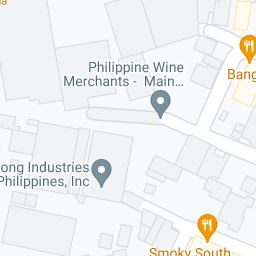 Philippine Wine
Merchants - Main...
Bang
ong Industries
Philippines, Inc
Smoky South